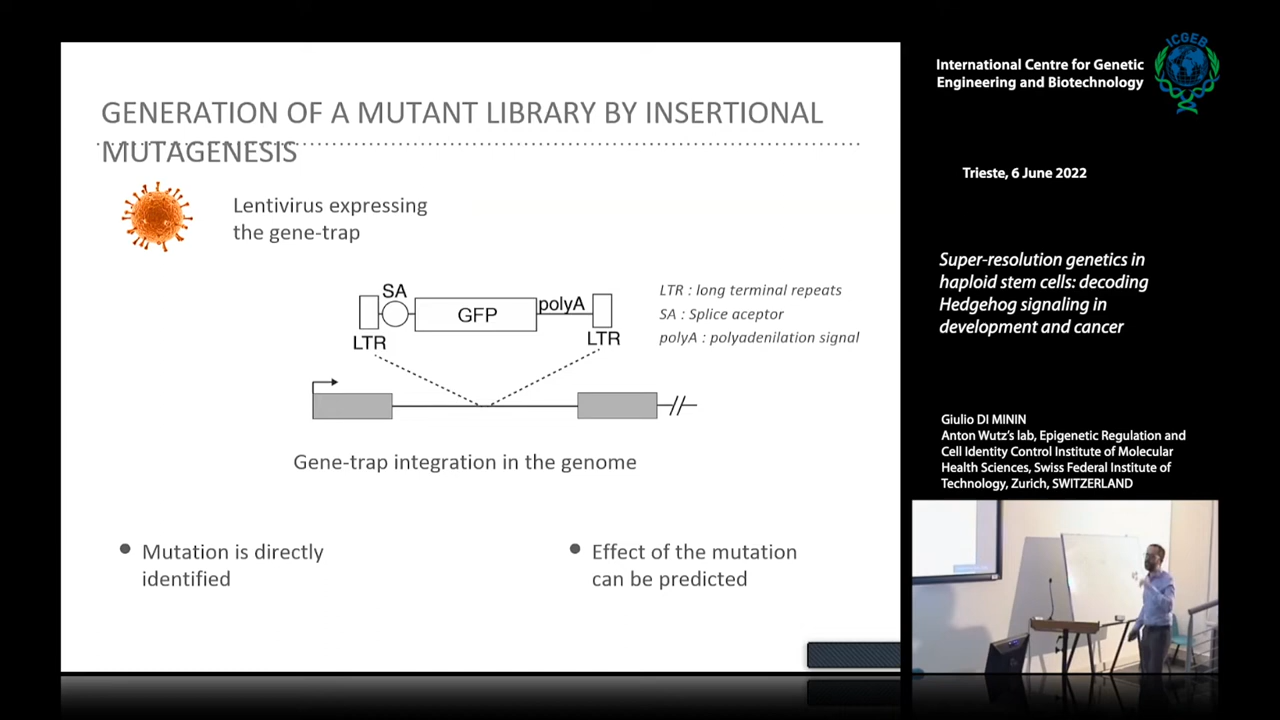 GENERATION OF A MUTANT LIBRARY BY INSERTIONAL
MUTAGENESIS
Lentivirus expressing
the gene-trap
SA
GFP
polyA
LTR
LTR
LTR : long terminal repeats
SA : Splice aceptor
polyA : polyadenilation signal
Gene-trap integration in the genome
• Mutation is directly
identified
• Effect of the mutation
can be predicted
International Centre for Genetic
Engineering and Biotechnology
ICGEB
Trieste, 6 June 2022
Super-resolution genetics in
haploid stem cells: decoding
Hedgehog signaling in
development and cancer
Giulio DI MININ
Anton Wutz's lab, Epigenetic Regulation and
Cell Identity Control Institute of Molecular
Health Sciences, Swiss Federal Institute of
Technology, Zurich, SWITZERLAND